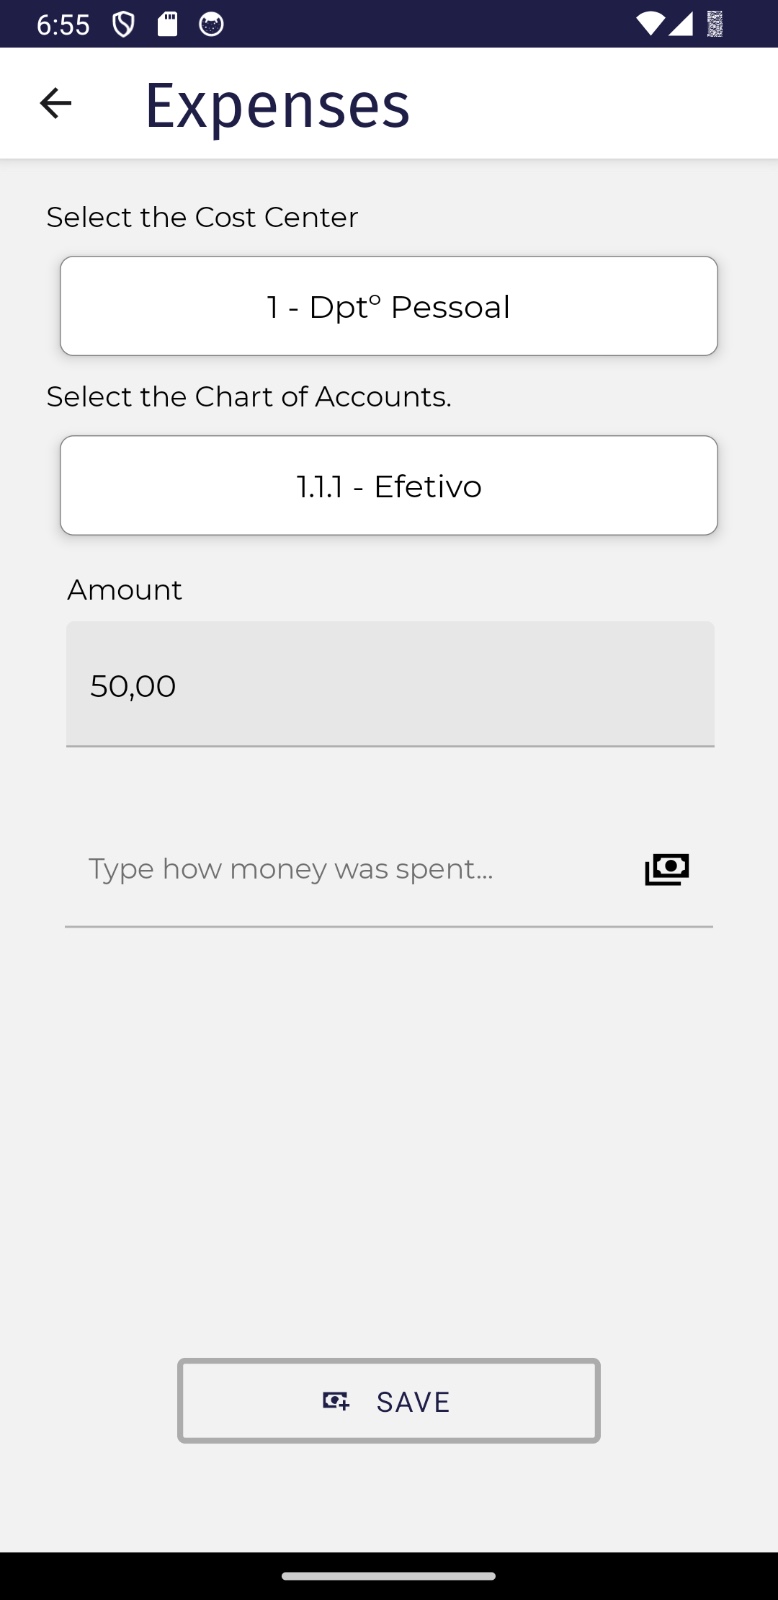 6:55
Expenses
Select the Cost Center
1 - Dptº Pessoal
Select the Chart of Accounts.
1.1.1 - Efetivo
Amount
50,00
Type how money was spent...
SAVE